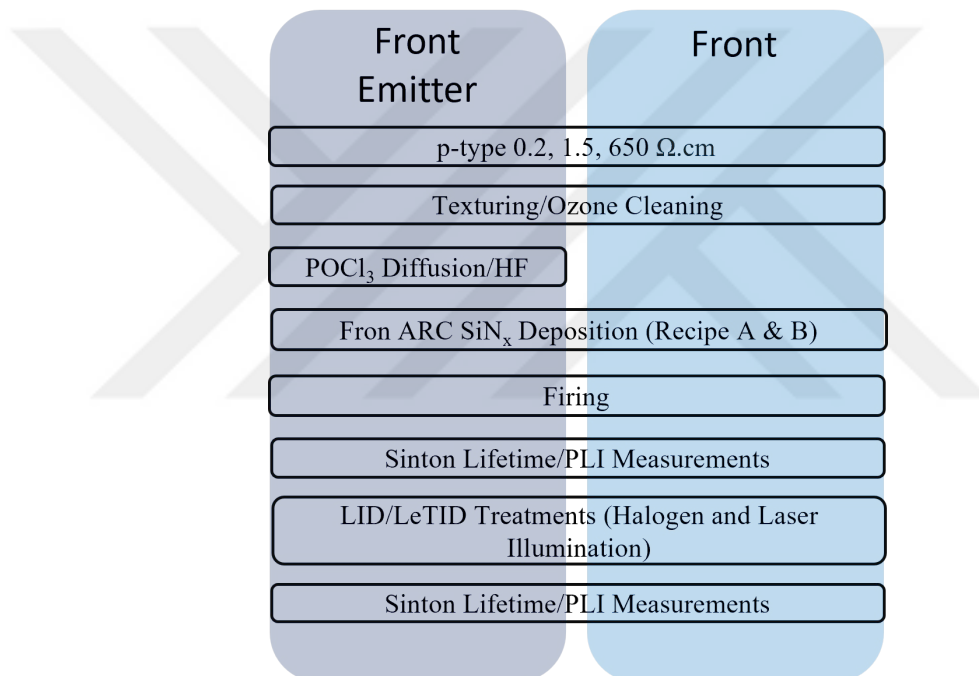 Front
Emitter
Front
p-type 0.2, 1.5, 650 Ω.cm
Texturing/Ozone Cleaning
POCl₃ Diffusion/HF
Fron ARC SiNₓ Deposition (Recipe A & B)
Firing
Sinton Lifetime/PLI Measurements
LID/LeTID Treatments (Halogen and Laser
Illumination)
Sinton Lifetime/PLI Measurements